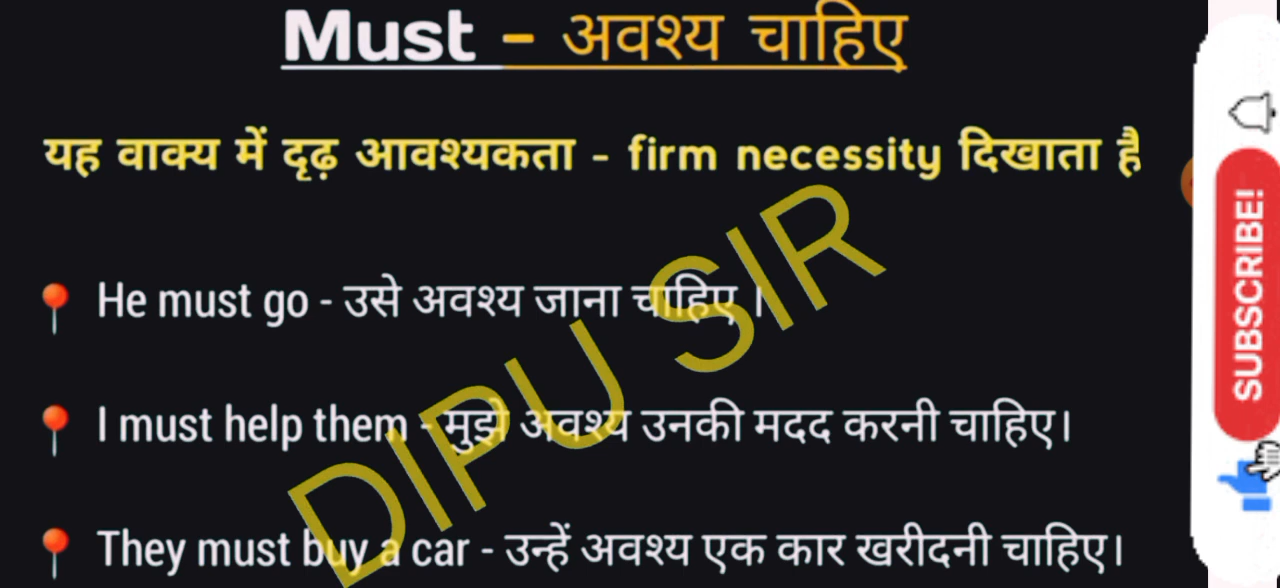 Must - अवश्य चाहिए
यह वाक्य में दृढ़ आवश्यकता - firm necessity दिखाता है
He must go - उसे अवश्य जाना चाहिए ।
I must help them - मुझे अवश्य उनकी मदद करनी चाहिए।
They must buy a car - उन्हें अवश्य एक कार खरीदनी चाहिए।
DIPU SIR
SUBSCRIBE!